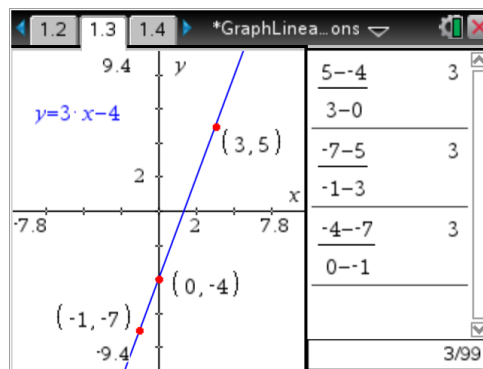 1.2 1.3 1.4 *GraphLinea...ons
9.4 y
y=3·x-4
(3,5)
2
x
-7.8 2 7.8
(0,-4)
(-1,-7)
-9.4
5--4 3
3-0
-7-5 3
-1-3
-4--7 3
0--1
3/99